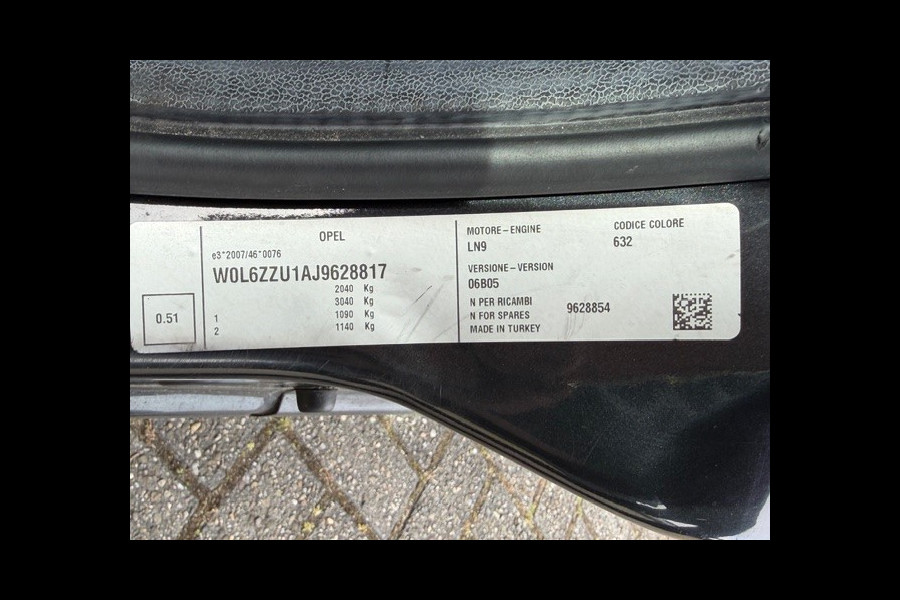 0.51
OPEL
e3*2007/46*0076
W0L6ZZU1AJ9628817
2040 Kg
3040 Kg
1 1090 Kg
2 1140 Kg
MOTORE-ENGINE
LN9
CODICE COLORE
632
VERSIONE-VERSION
06B05
N PER RICAMBI
N FOR SPARES
9628854
MADE IN TURKEY